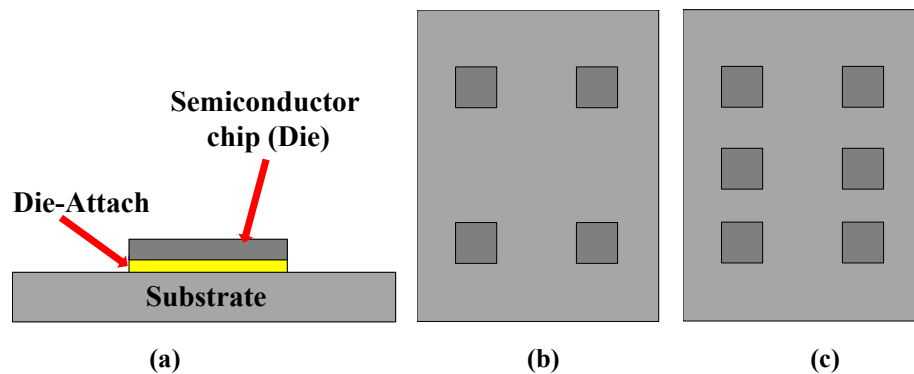 Semiconductor
chip (Die)
Die-Attach
Substrate
(a)
(b)
(c)